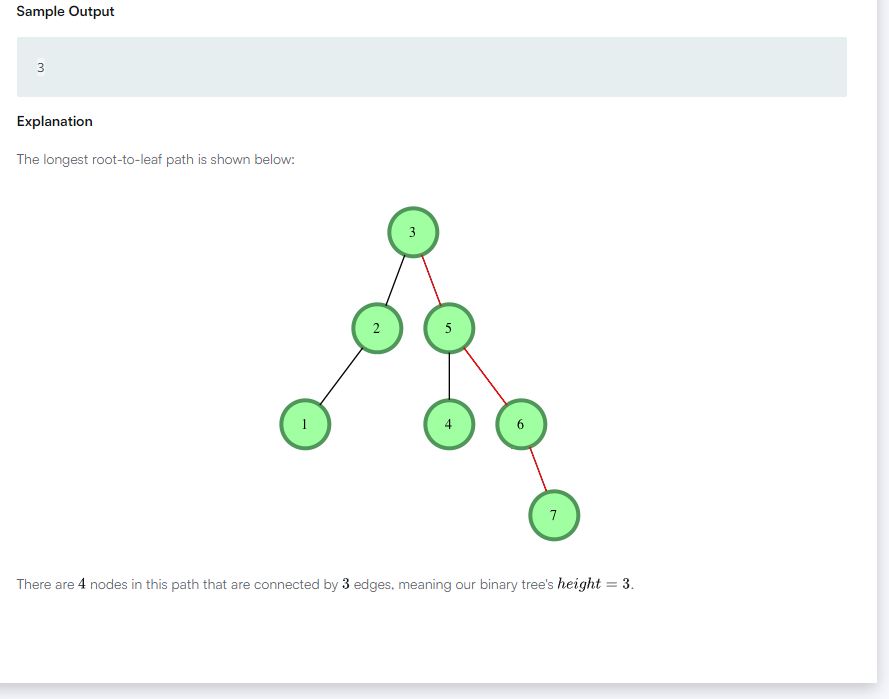 Sample Output
3
Explanation
The longest root-to-leaf path is shown below:
3
2 5
1 4 6
7
There are 4 nodes in this path that are connected by 3 edges, meaning our binary tree's height = 3.